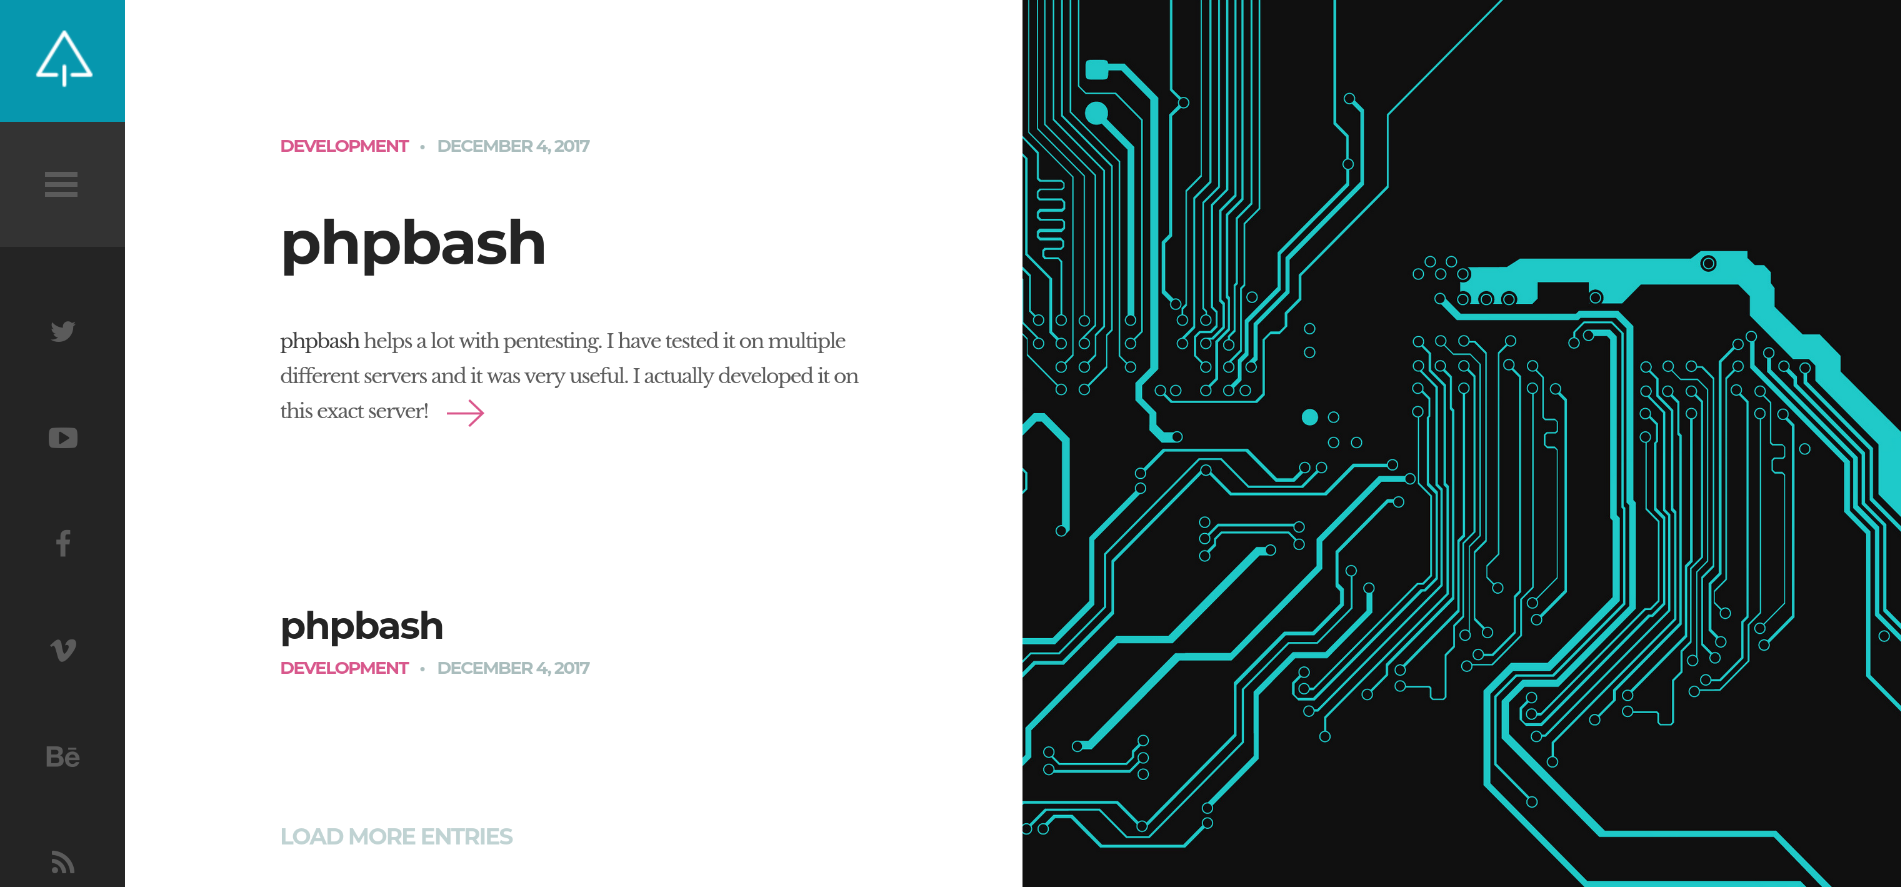 DEVELOPMENT • DECEMBER 4, 2017
phpbash
phpbash helps a lot with pentesting. I have tested it on multiple
different servers and it was very useful. I actually developed it on
this exact server!
phpbash
DEVELOPMENT • DECEMBER 4, 2017
Bē
LOAD MORE ENTRIES